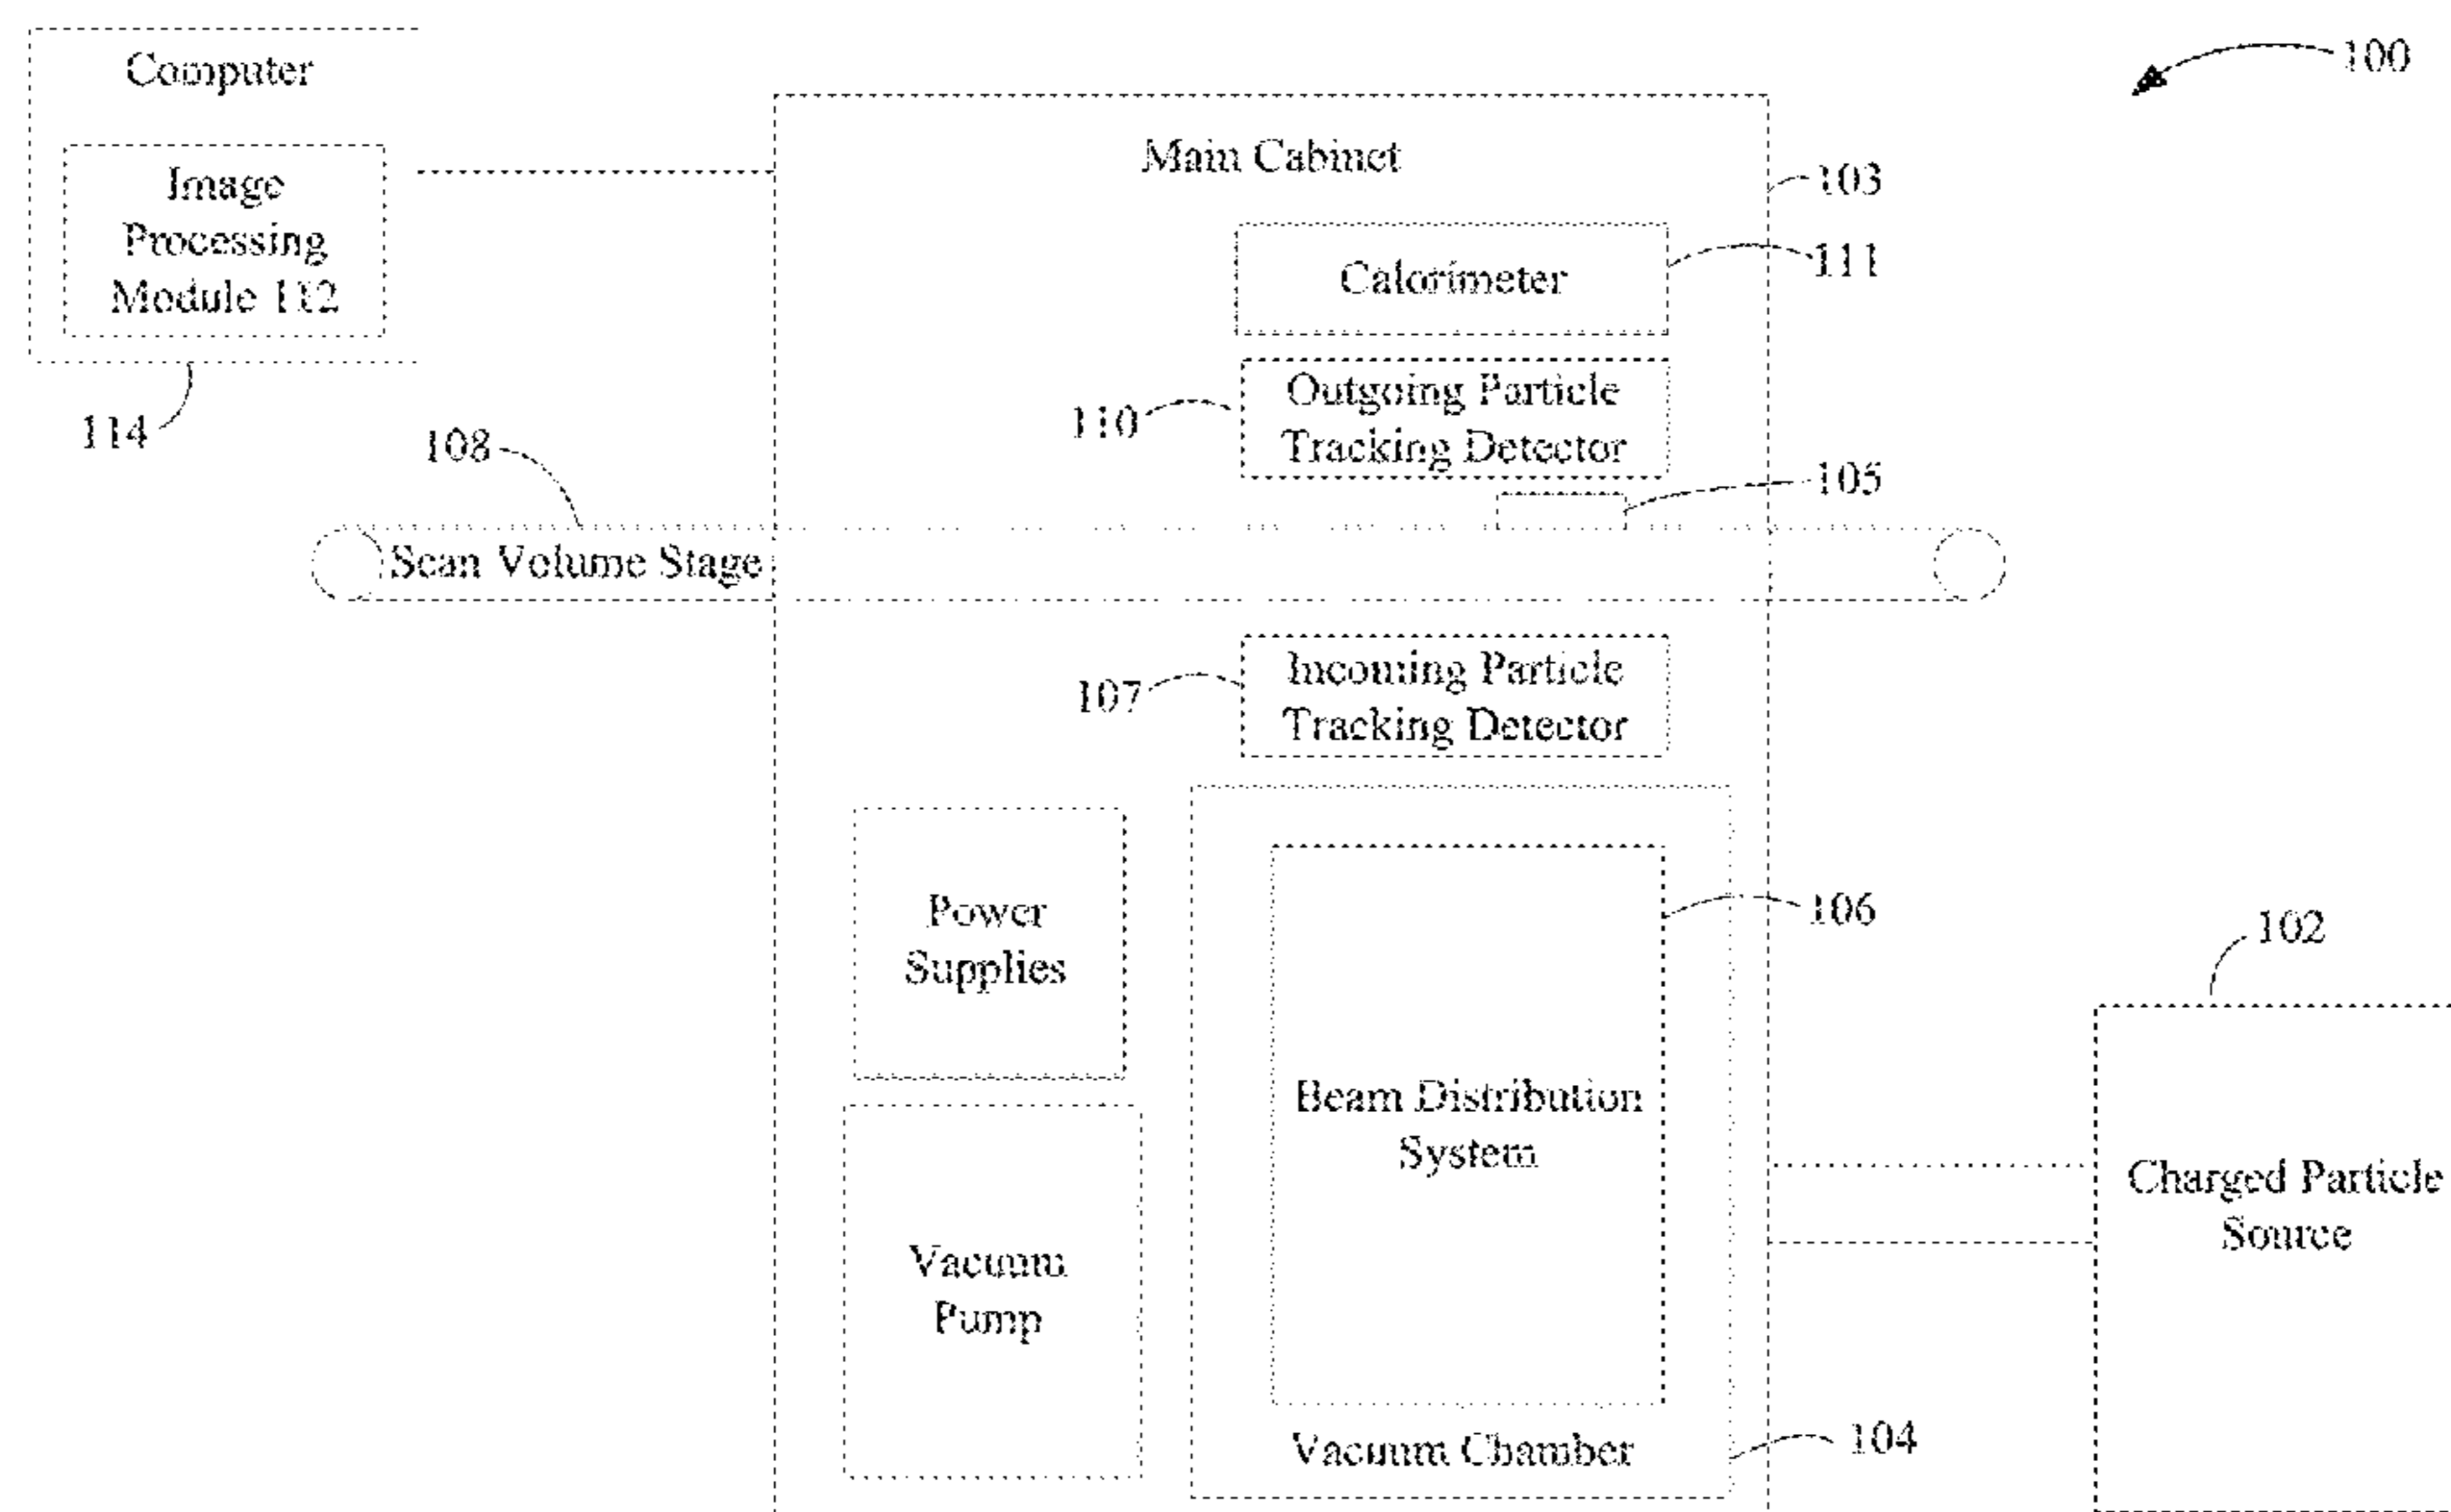 Computer
100
Main Cabinet
Image
Processing
Module 112
103
Calorimeter
111
Outgoing Particle
Tracking Detector
110
114
108
105
Scan Volume Stage
Incoming Particle
Tracking Detector
107
Power
Supplies
106
102
Beam Distribution
System
Charged Particle
Source
Vacuum
Pump
Vacuum Chamber
104